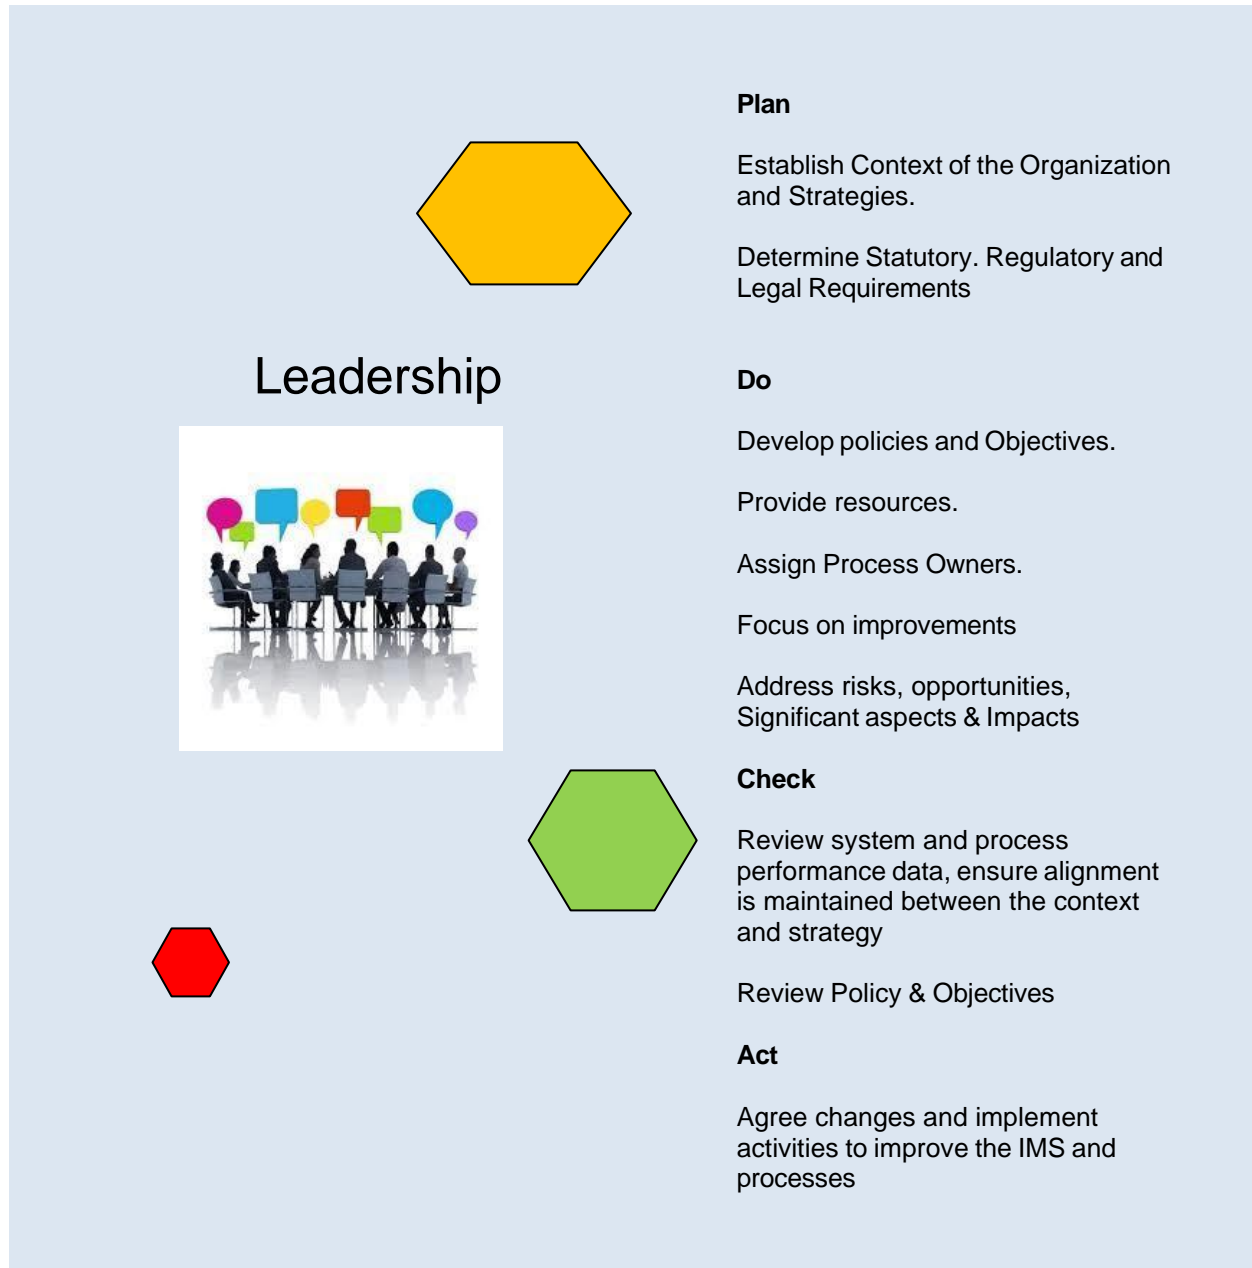 Leadership
Plan
Establish Context of the Organization
and Strategies.
Determine Statutory. Regulatory and
Legal Requirements
Do
Develop policies and Objectives.
Provide resources.
Assign Process Owners.
Focus on improvements
Address risks, opportunities,
Significant aspects & Impacts
Check
Review system and process
performance data, ensure alignment
is maintained between the context
and strategy
Review Policy & Objectives
Act
Agree changes and implement
activities to improve the IMS and
processes